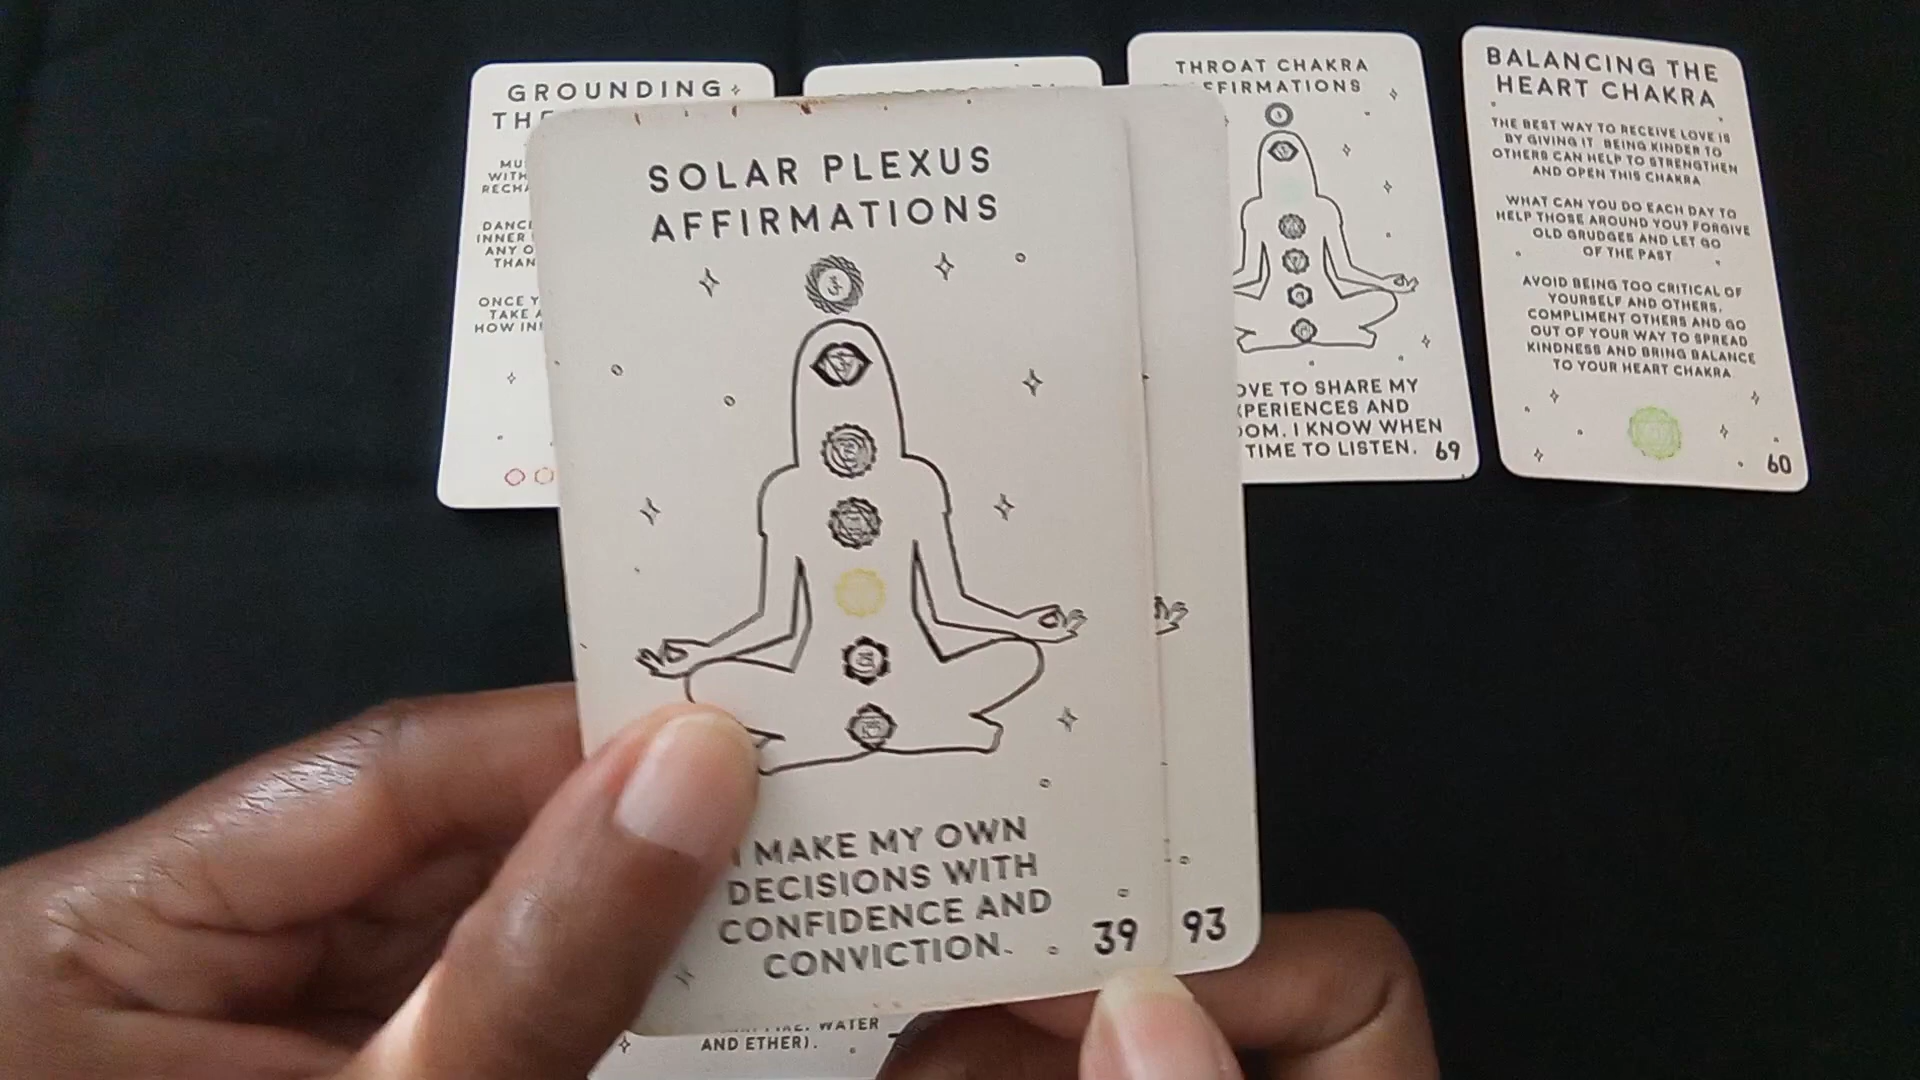 GROUNDING
SOLAR PLEXUS
AFFIRMATIONS
I MAKE MY OWN
DECISIONS WITH
CONFIDENCE AND
CONVICTION.
39
93
THROAT CHAKRA
TO SHARE MY
AND
I KNOW WHEN
TIME TO LISTEN.
69
BALANCING THE
HEART CHAKRA
THE BEST WAY TO RECEIVE LOVE IS
BY GIVING IT BEING KINDER TO
OTHERS CAN HELP TO STRENGTHEN
AND OPEN THIS CHAKRA
WHAT CAN YOU DO EACH DAY TO
HELP THOSE AROUND YOU? FORGIVE
OLD GRUDGES AND LET GO
OF THE PAST
AVOID BEING TOO CRITICAL OF
YOURSELF AND OTHERS.
COMPLIMENT OTHERS AND GO
OUT OF YOUR WAY TO SPREAD
KINDNESS AND BRING BALANCE
TO YOUR HEART CHAKRA
60
WATER
AND ETHER).